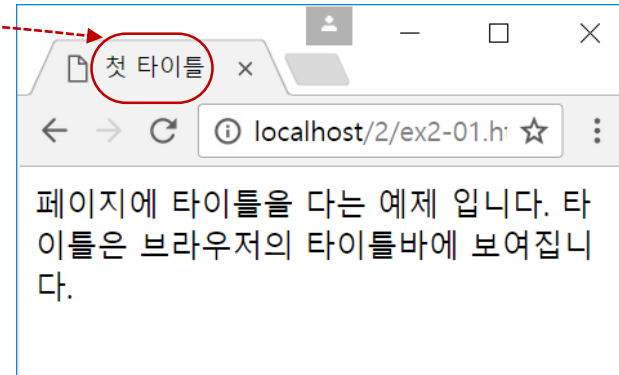 첫 타이틀
localhost/2/ex2-01.h
페이지에 타이틀을 다는 예제 입니다. 타
이틀은 브라우저의 타이틀바에 보여집니
다.